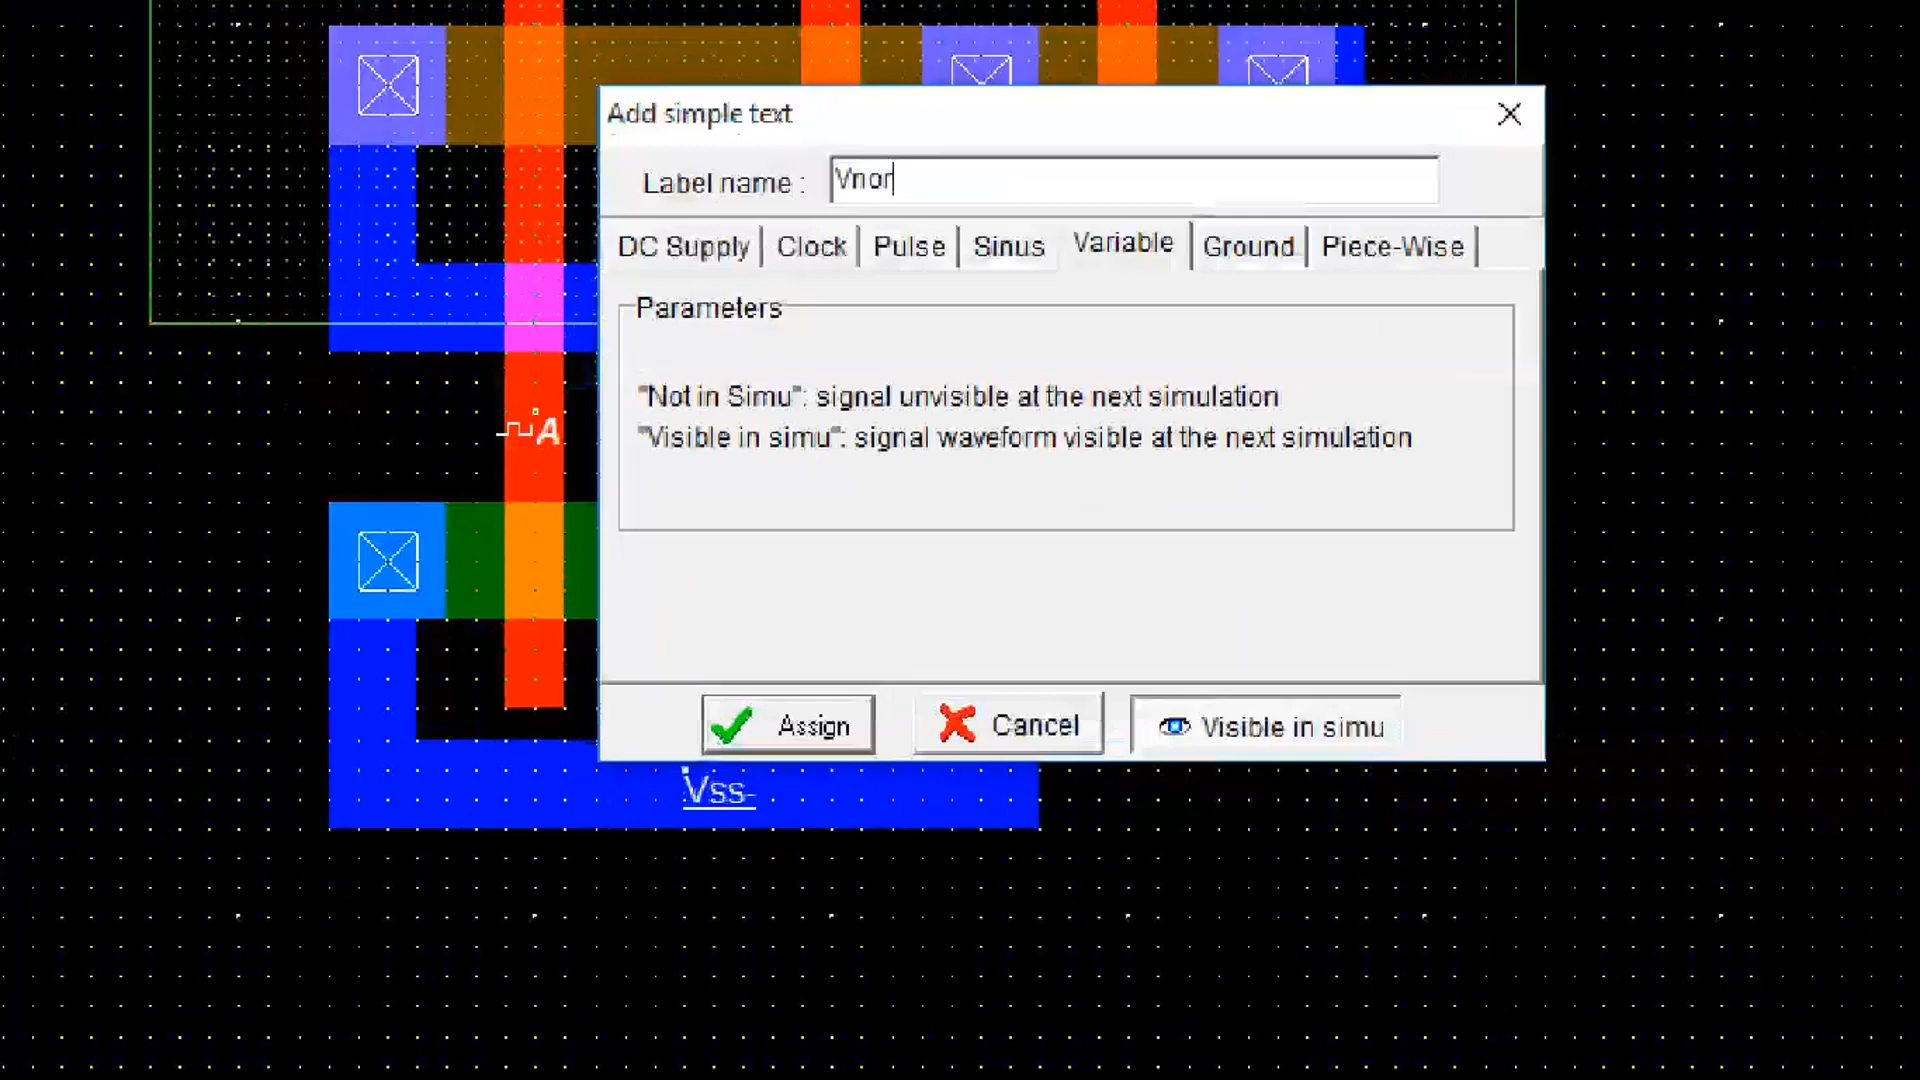 Add simple text
Label name : Vnor
DC Supply Clock Pulse Sinus Variable Ground Piece-Wise
Parameters
"Not in Simu": signal unvisible at the next simulation
"Visible in simu": signal waveform visible at the next simulation
A
Assign Cancel Visible in simu
Vss-